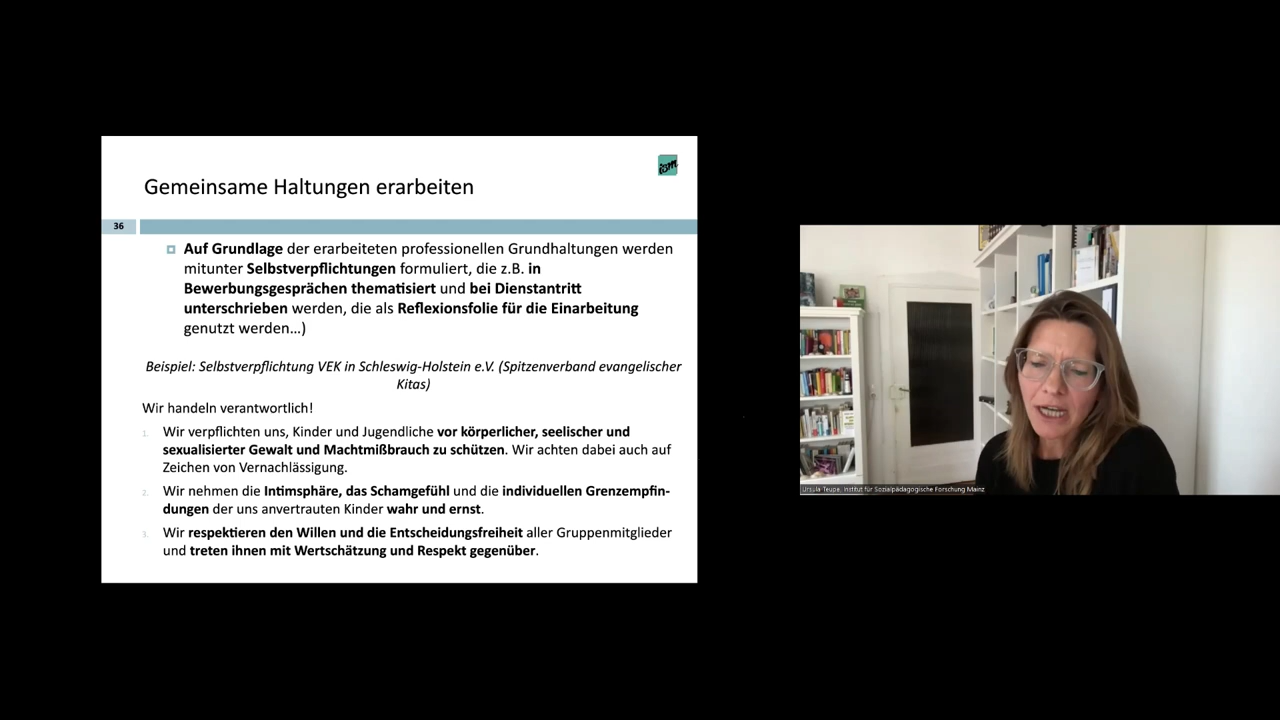 ism
Gemeinsame Haltungen erarbeiten
36
Auf Grundlage der erarbeiteten professionellen Grundhaltungen werden
mitunter Selbstverpflichtungen formuliert, die z.B. in
Bewerbungsgesprächen thematisiert und bei Dienstantritt
unterschrieben werden, die als Reflexionsfolie für die Einarbeitung
genutzt werden…)
Beispiel: Selbstverpflichtung VEK in Schleswig-Holstein e.V. (Spitzenverband evangelischer
Kitas)
Wir handeln verantwortlich!
1. Wir verpflichten uns, Kinder und Jugendliche vor körperlicher, seelischer und
sexualisierter Gewalt und Machtmißbrauch zu schützen. Wir achten dabei auch auf
Zeichen von Vernachlässigung.
2. Wir nehmen die Intimsphäre, das Schamgefühl und die individuellen Grenzempfin-
dungen der uns anvertrauten Kinder wahr und ernst.
3. Wir respektieren den Willen und die Entscheidungsfreiheit aller Gruppenmitglieder
und treten ihnen mit Wertschätzung und Respekt gegenüber.
Ursula Teupe, Institut für Sozialpädagogische Forschung Mainz